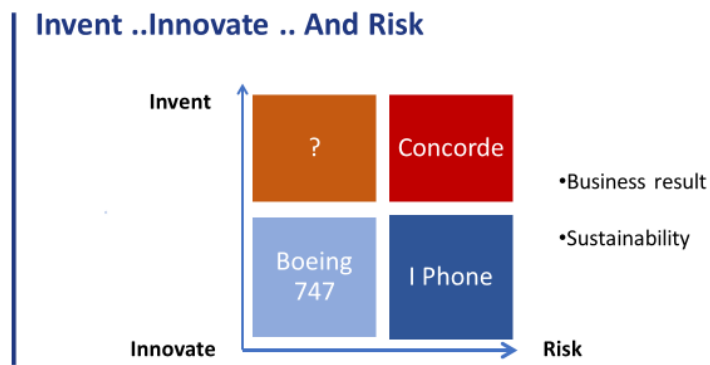 Invent ..Innovate .. And Risk
Invent
?
Concorde
•Business result
•Sustainability
Boeing
747
I Phone
Innovate
Risk